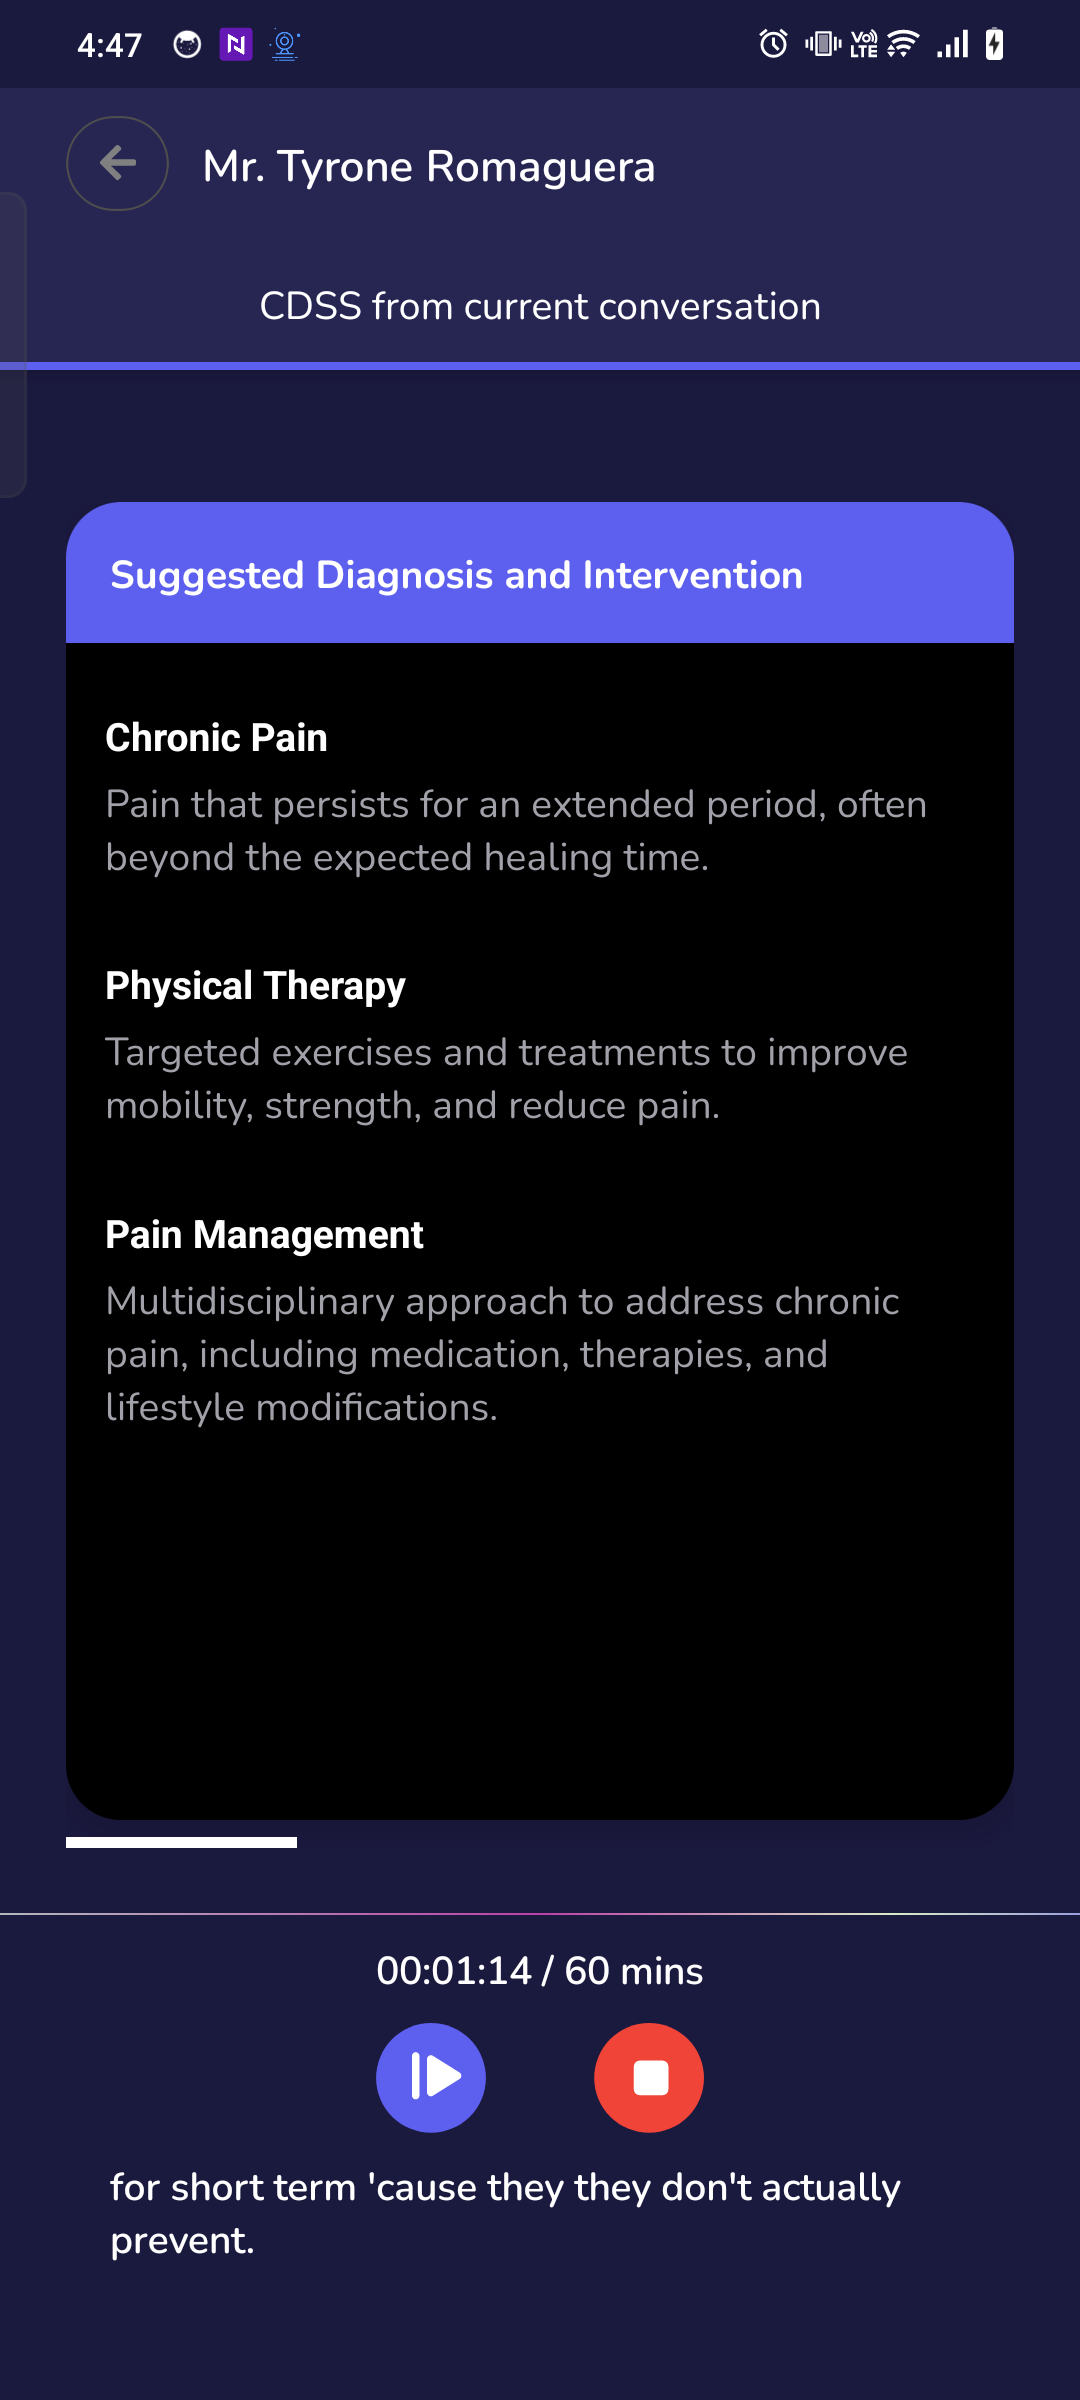 4:47
Vo)) LTE
Mr. Tyrone Romaguera
CDSS from current conversation
Suggested Diagnosis and Intervention
Chronic Pain
Pain that persists for an extended period, often
beyond the expected healing time.
Physical Therapy
Targeted exercises and treatments to improve
mobility, strength, and reduce pain.
Pain Management
Multidisciplinary approach to address chronic
pain, including medication, therapies, and
lifestyle modifications.
00:01:14 / 60 mins
for short term 'cause they they don't actually
prevent.